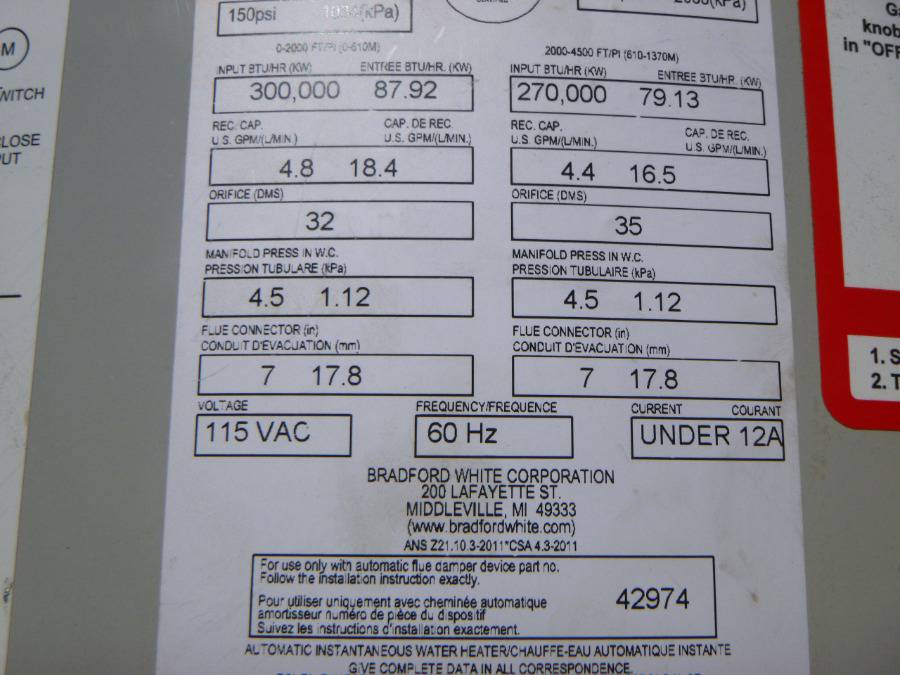 150psi 1034(kPa)
(kPa)
0-2000 FT/PI (0-610M)
2000-4500 FT/PI (610-1370M)
INPUT BTU/HR (KW) ENTREE BTU/HR. (KW)
300,000 87.92
INPUT BTU/HR (KW) ENTREE BTU/HR. (KW)
270,000 79.13
REC. CAP. CAP. DE REC.
U.S. GPM/(L/MIN.) U.S. GPM/(L/MIN.)
4.8 18.4
REC. CAP. CAP. DE REC.
U.S. GPM/(L/MIN.) U.S. GPM/(L/MIN.)
4.4 16.5
ORIFICE (DMS)
32
ORIFICE (DMS)
35
MANIFOLD PRESS IN W.C.
PRESSION TUBULARE (kPa)
4.5 1.12
MANIFOLD PRESS IN W.C.
PRESSION TUBULAIRE (kPa)
4.5 1.12
FLUE CONNECTOR (in)
CONDUIT D'EVACUATION (mm)
7 17.8
FLUE CONNECTOR (in)
CONDUIT D'EVACUATION (mm)
7 17.8
VOLTAGE
115 VAC
FREQUENCY/FREQUENCE
60 Hz
CURRENT COURANT
UNDER 12A
BRADFORD WHITE CORPORATION
200 LAFAYETTE ST.
MIDDLEVILLE, MI 49333
(www.bradfordwhite.com)
ANS Z21.10.3-2011*CSA 4.3-2011
For use only with automatic flue damper device part no.
Follow the installation instruction exactly.
Pour utiliser uniquement avec cheminée automatique
amortisseur numéro de pièce du dispositif
Suivez les instructions d'installation exactement.
42974
AUTOMATIC INSTANTANEOUS WATER HEATER/CHAUFFE-EAU AUTOMATIQUE INSTANTE
GIVE COMPLETE DATA IN ALL CORRESPONDENCE.
M
WITCH
CLOSE
PUT
knob
in "OFF
1. S
2. T